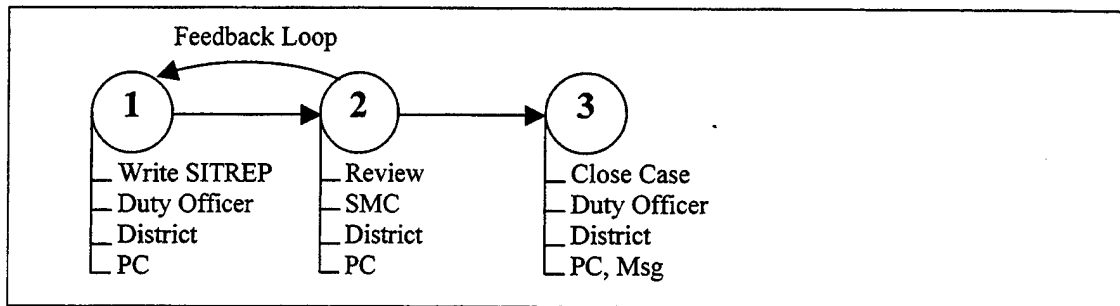 Feedback Loop
1
2
3
Write SITREP
Duty Officer
District
PC
Review
SMC
District
PC
Close Case
Duty Officer
District
PC, Msg